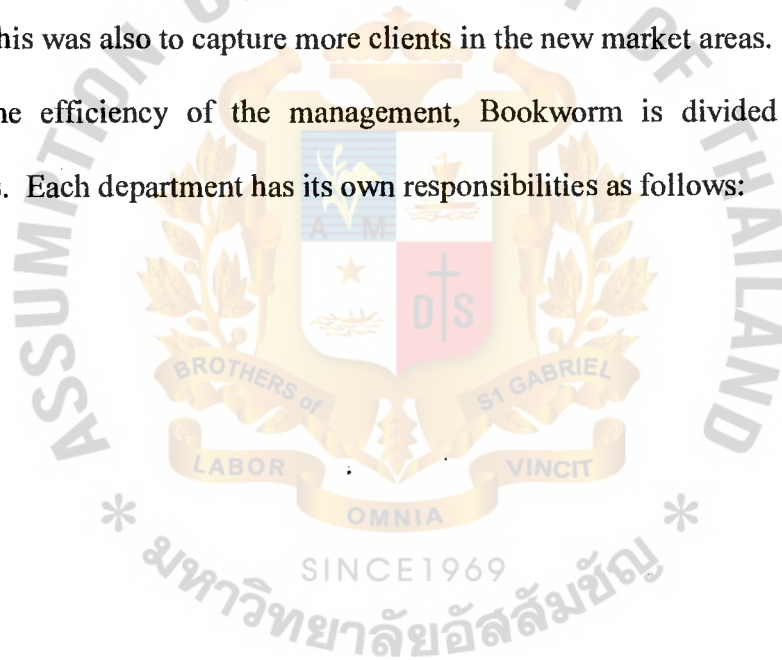 his was also to capture more clients in the new market areas.
efficiency of the management, Bookworm is divided
s. Each department has its own responsibilities as follows:
ASSUMPTION OF THAILAND
A M
D S
BROTHERS of ST GABRIEL
LABOR VINCIT
OMNIA
SINCE1969
* มหาวิทยาลัยอัสสัมชัญ *